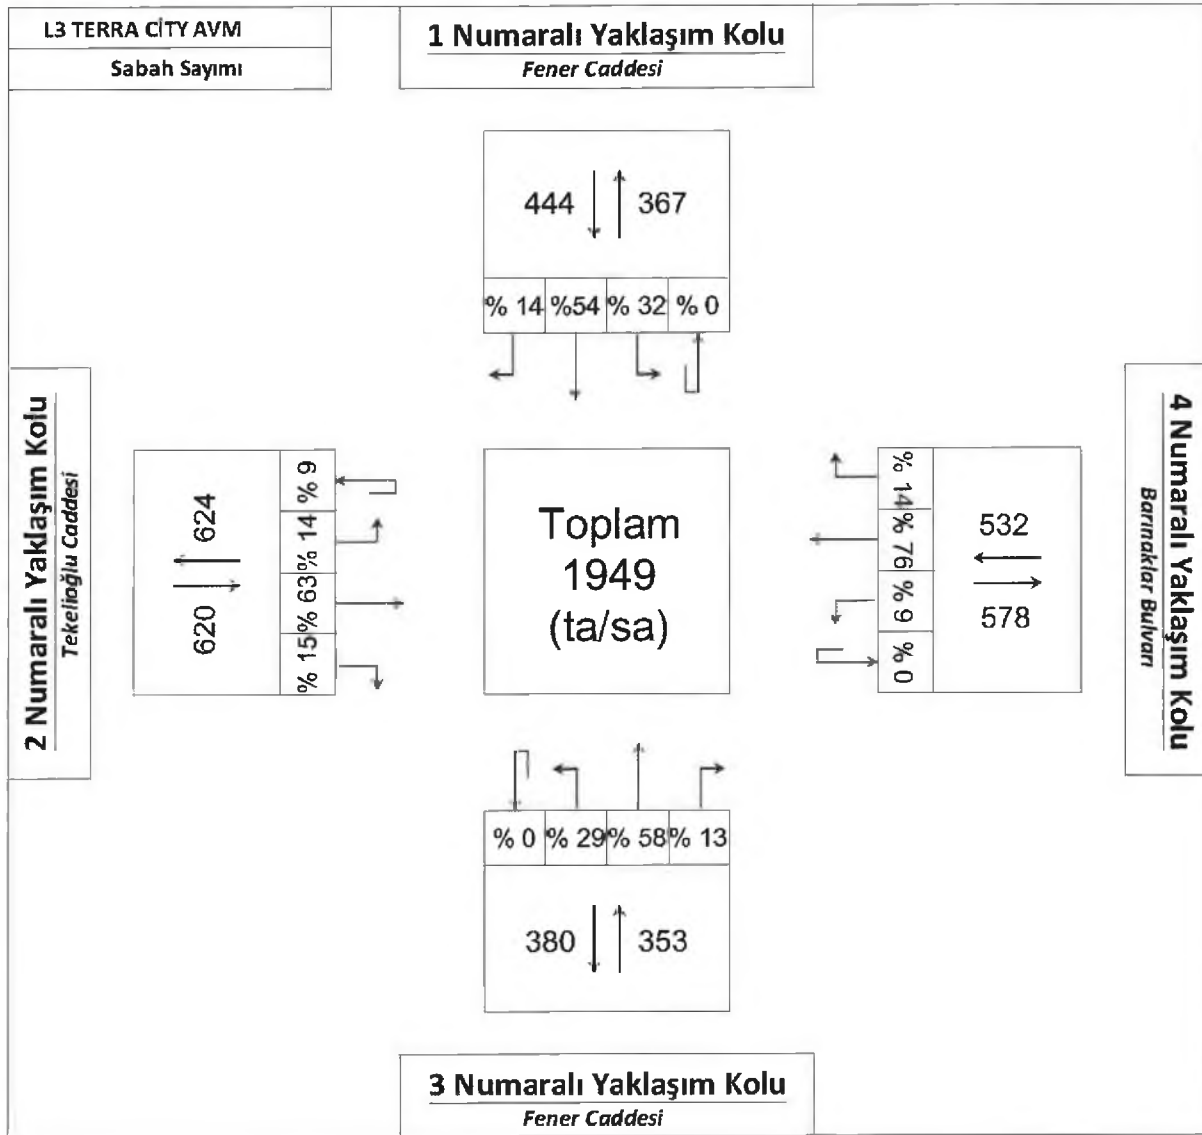 L3 TERRA CİTY AVM
Sabah Sayımı
1 Numaralı Yaklaşım Kolu
Fener Caddesi
444 367
% 14 %54 % 32 % 0
2 Numaralı Yaklaşım Kolu
Tekelioğlu Caddesi
624
620
% 9
% 14
% 63
% 15
Toplam
1949
(ta/sa)
% 14
% 76
% 9
% 0
532
578
4 Numaralı Yaklaşım Kolu
Barınaklar Bulvarı
% 0 % 29 % 58 % 13
380 353
3 Numaralı Yaklaşım Kolu
Fener Caddesi